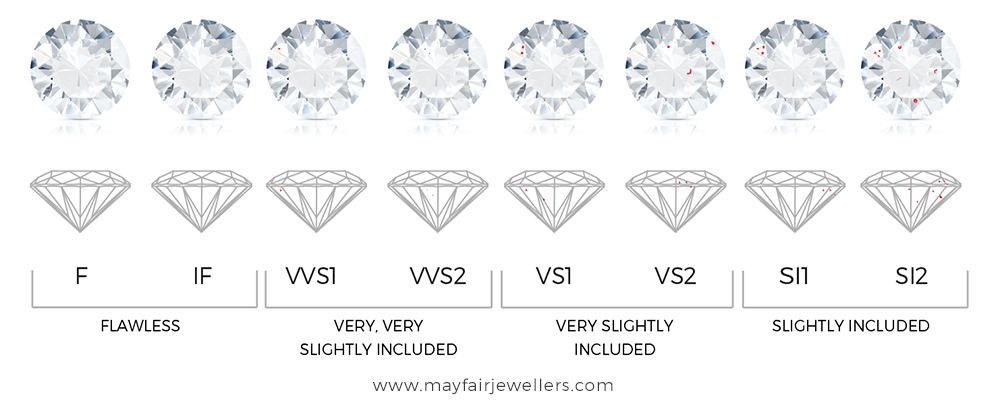 F IF VVS1 VVS2 VS1 VS2 SI1 SI2
FLAWLESS
VERY, VERY
SLIGHTLY INCLUDED
VERY SLIGHTLY
INCLUDED
SLIGHTLY INCLUDED
www.mayfairjewellers.com